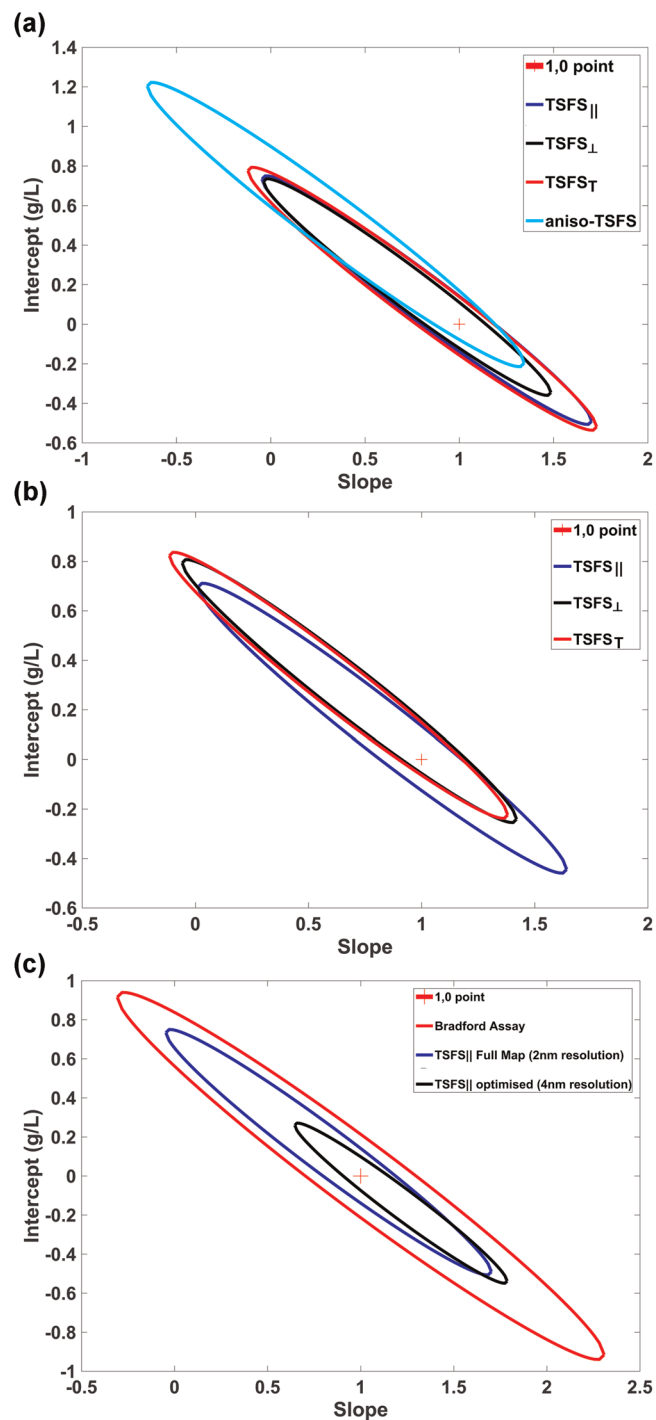 (a)
1.4
1.2
1
0.8
0.6
0.4
0.2
0
-0.2
-0.4
-0.6
Intercept (g/L)
-1
-0.5
0
0.5
1
1.5
2
Slope
1,0 point
TSFS||
TSFS⊥
TSFST
aniso-TSFS
(b)
1
0.8
0.6
0.4
0.2
0
-0.2
-0.4
-0.6
Intercept (g/L)
-0.5
0
0.5
1
1.5
2
Slope
1,0 point
TSFS||
TSFS⊥
TSFST
(c)
1
0.8
0.6
0.4
0.2
0
-0.2
-0.4
-0.6
-0.8
-1
Intercept (g/L)
-0.5
0
0.5
1
1.5
2
2.5
Slope
1,0 point
Bradford Assay
TSFS|| Full Map (2nm resolution)
TSFS|| optimised (4nm resolution)